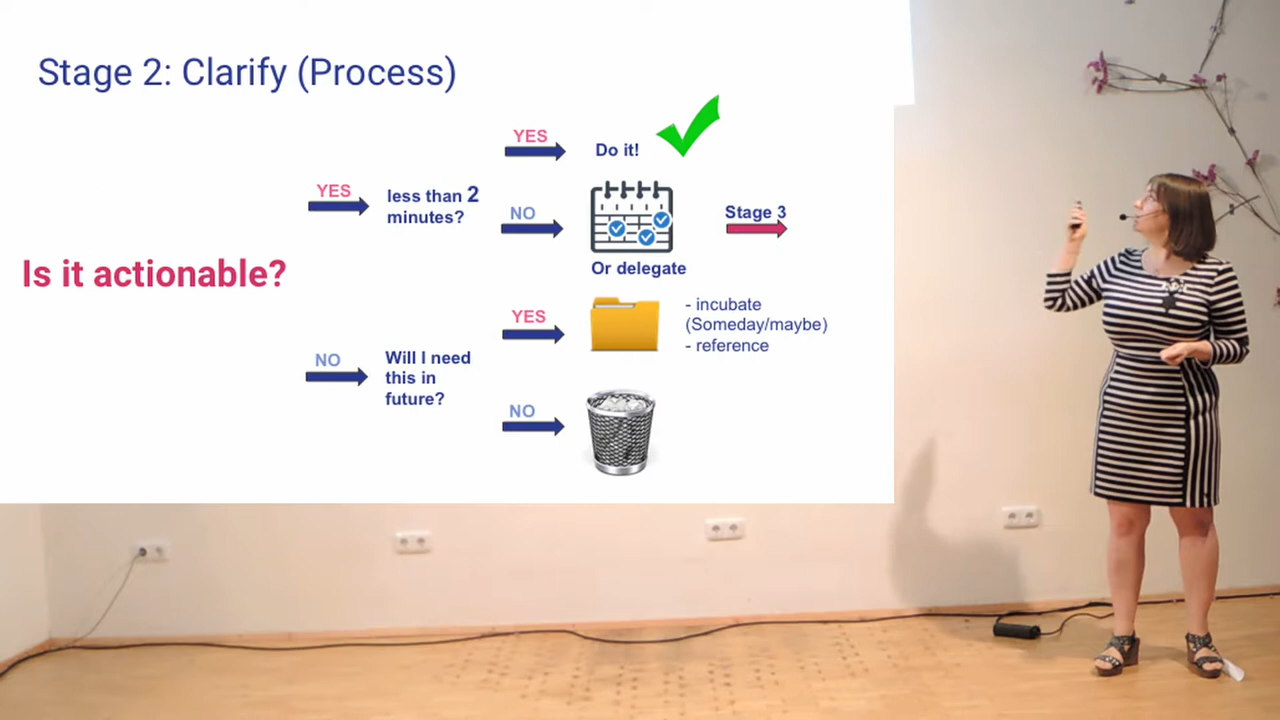 Stage 2: Clarify (Process)
YES
Do it!
YES
less than 2
minutes?
NO
Stage 3
Or delegate
Is it actionable?
YES
- incubate
(Someday/maybe)
- reference
NO
Will I need
this in
future?
NO